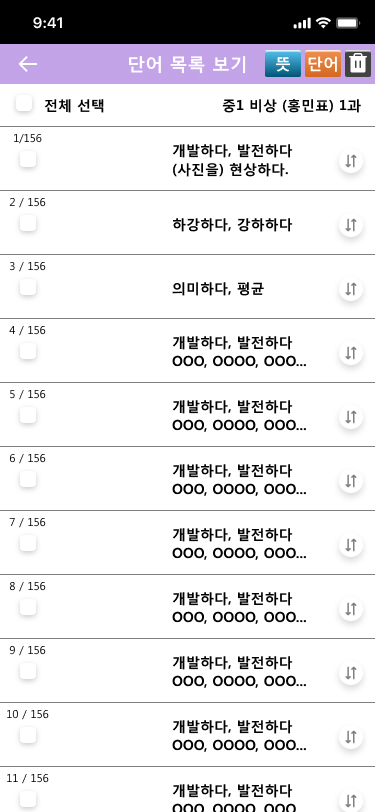 9:41
단어 목록 보기
뜻
단어
전체 선택
중1 비상 (홍민표) 1과
1/156
개발하다, 발전하다
(사진을) 현상하다.
2 / 156
하강하다, 강하하다
3 / 156
의미하다, 평균
4 / 156
개발하다, 발전하다
OOO, OOOO, OOO...
5 / 156
개발하다, 발전하다
OOO, OOOO, OOO...
6 / 156
개발하다, 발전하다
OOO, OOOO, OOO...
7 / 156
개발하다, 발전하다
OOO, OOOO, OOO...
8 / 156
개발하다, 발전하다
OOO, OOOO, OOO...
9 / 156
개발하다, 발전하다
OOO, OOOO, OOO...
10 / 156
개발하다, 발전하다
OOO, OOOO, OOO...
11 / 156
개발하다, 발전하다
OOO, OOOO, OOO